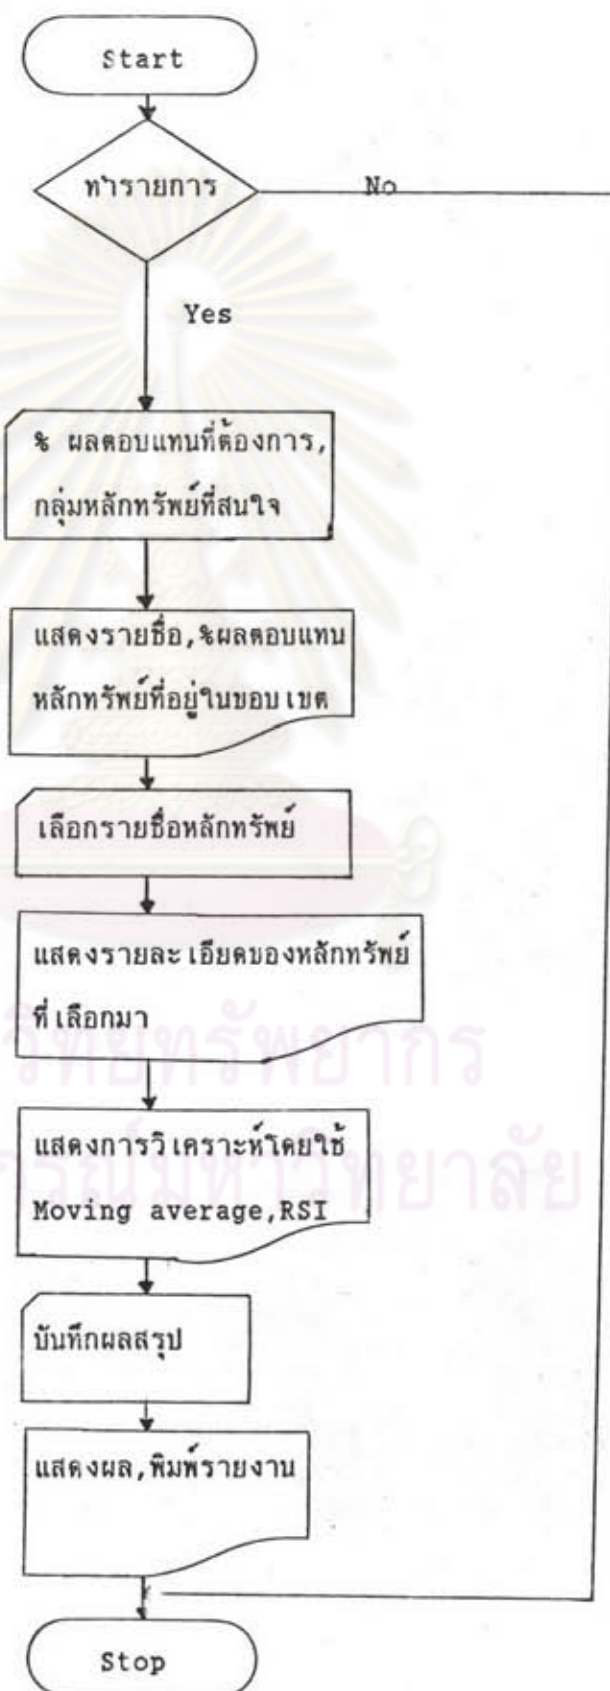 Start
ทำรายการ
No
Yes
% ผลตอบแทนที่ต้องการ,
กลุ่มหลักทรัพย์ที่สนใจ
แสดงรายชื่อ,%ผลตอบแทน
หลักทรัพย์ที่อยู่ในขอบเขต
เลือกรายชื่อหลักทรัพย์
แสดงรายละเอียดของหลักทรัพย์
ที่เลือกมา
แสดงการวิเคราะห์โดยใช้
Moving average,RSI
บันทึกผลสรุป
แสดงผล,พิมพ์รายงาน
Stop